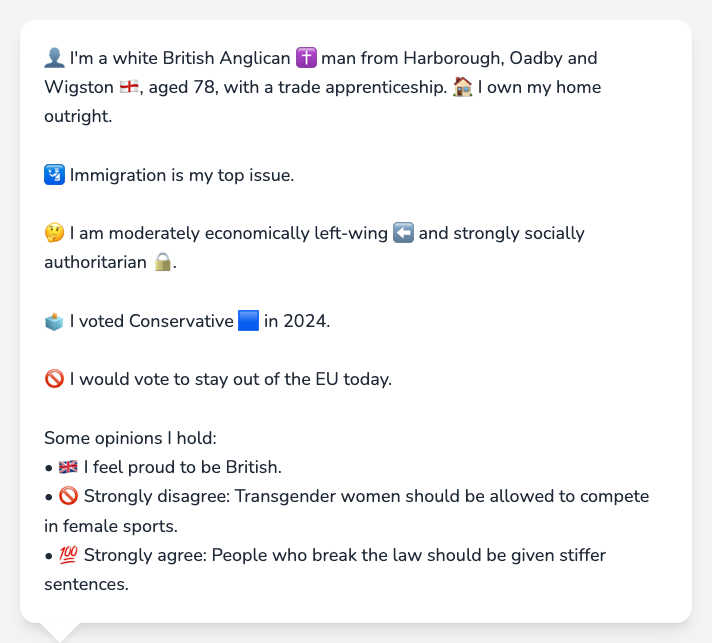 👤 I'm a white British Anglican ✝️ man from Harborough, Oadby and
Wigston 🏴󠁧󠁢󠁥󠁮󠁧󠁿, aged 78, with a trade apprenticeship. 🏠 I own my home
outright.
🛂 Immigration is my top issue.
🤔 I am moderately economically left-wing ⬅️ and strongly socially
authoritarian 🔒.
🗳️ I voted Conservative 🟦 in 2024.
🚫 I would vote to stay out of the EU today.
Some opinions I hold:
• 🇬🇧 I feel proud to be British.
• 🚫 Strongly disagree: Transgender women should be allowed to compete
in female sports.
• 💯 Strongly agree: People who break the law should be given stiffer
sentences.